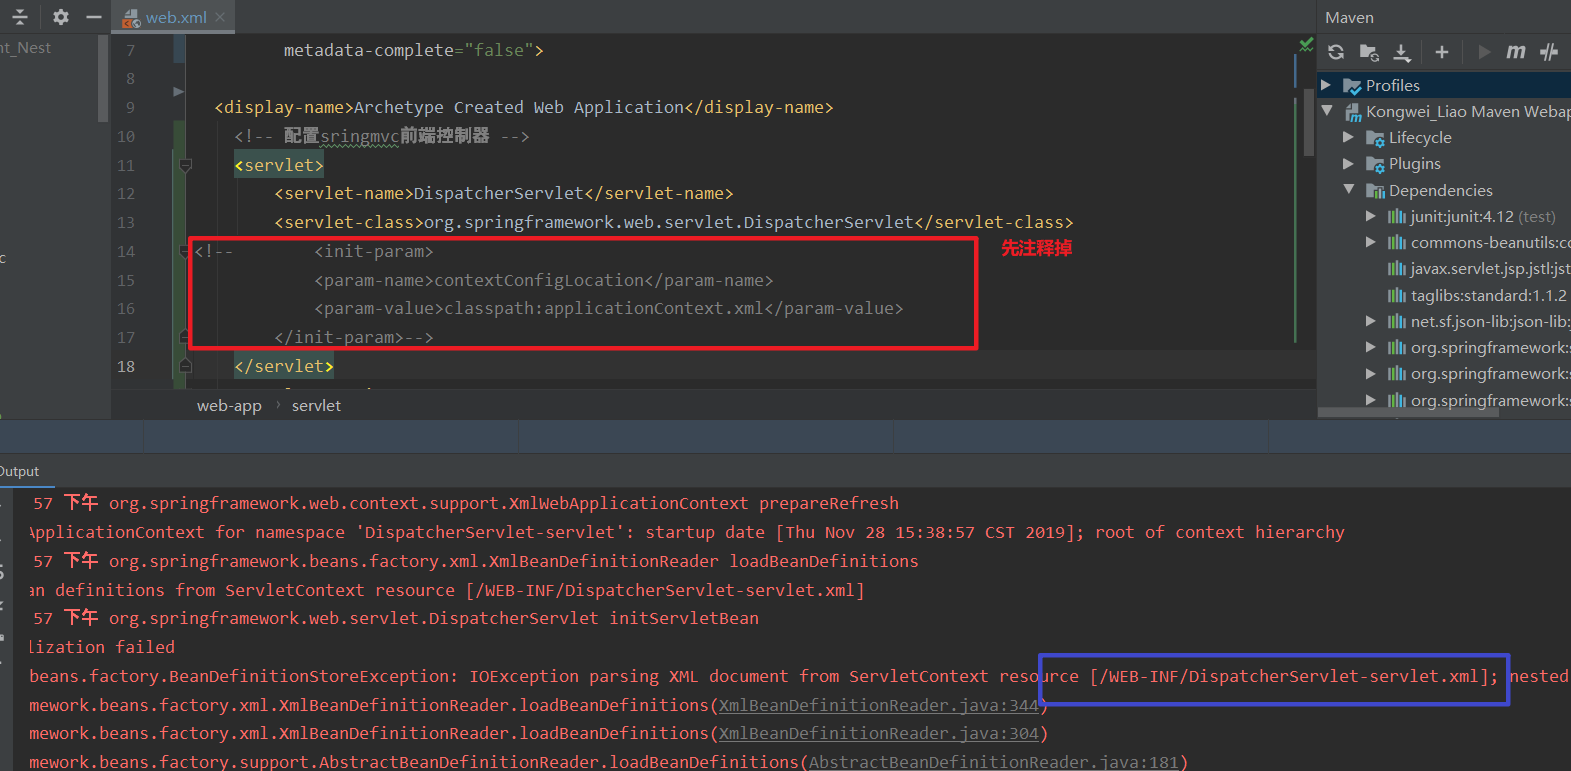 web.xml
Maven
nt_Nest
7 metadata-complete="false">
8
9 <display-name>Archetype Created Web Application</display-name>
10 <!-- 配置sringmvc前端控制器 -->
11 <servlet>
12 <servlet-name>DispatcherServlet</servlet-name>
13 <servlet-class>org.springframework.web.servlet.DispatcherServlet</servlet-class>
14 <!-- <init-param>
先注释掉
15 <param-name>contextConfigLocation</param-name>
16 <param-value>classpath:applicationContext.xml</param-value>
17 </init-param>-->
18 </servlet>
c
web-app › servlet
Profiles
Kongwei_Liao Maven Webap
Lifecycle
Plugins
Dependencies
junit:junit:4.12 (test)
commons-beanutils:co
javax.servlet.jsp.jstl:jst
taglibs:standard:1.1.2
net.sf.json-lib:json-lib:
org.springframework:s
org.springframework:s
org.springframework:s
Output
57 下午 org.springframework.web.context.support.XmlWebApplicationContext prepareRefresh
ApplicationContext for namespace 'DispatcherServlet-servlet': startup date [Thu Nov 28 15:38:57 CST 2019]; root of context hierarchy
57 下午 org.springframework.beans.factory.xml.XmlBeanDefinitionReader loadBeanDefinitions
an definitions from ServletContext resource [/WEB-INF/DispatcherServlet-servlet.xml]
57 下午 org.springframework.web.servlet.DispatcherServlet initServletBean
lization failed
beans.factory.BeanDefinitionStoreException: IOException parsing XML document from ServletContext resource [/WEB-INF/DispatcherServlet-servlet.xml]; nested
mework.beans.factory.xml.XmlBeanDefinitionReader.loadBeanDefinitions(XmlBeanDefinitionReader.java:344)
mework.beans.factory.xml.XmlBeanDefinitionReader.loadBeanDefinitions(XmlBeanDefinitionReader.java:304)
mework.beans.factory.support.AbstractBeanDefinitionReader.loadBeanDefinitions(AbstractBeanDefinitionReader.java:181)